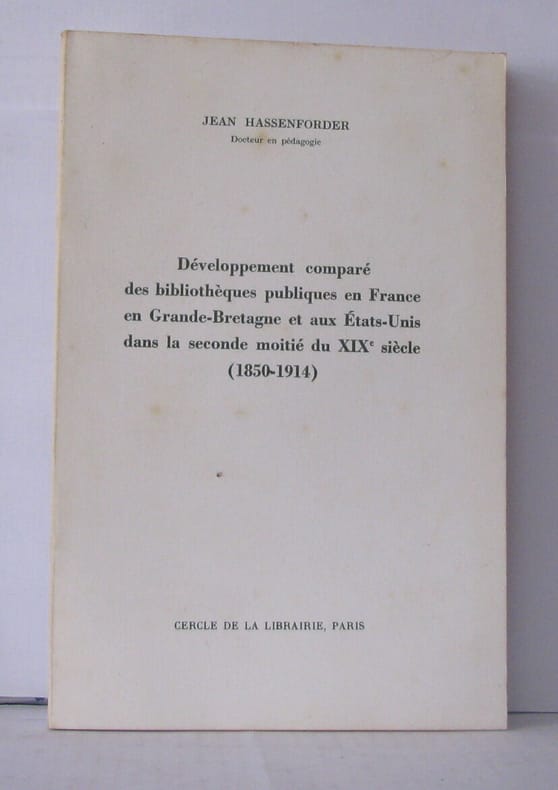 JEAN HASSENFORDER
Docteur en pédagogie
Développement comparé
des bibliothèques publiques en France
en Grande-Bretagne et aux États-Unis
dans la seconde moitié du XIXe siècle
(1850-1914)
CERCLE DE LA LIBRAIRIE, PARIS